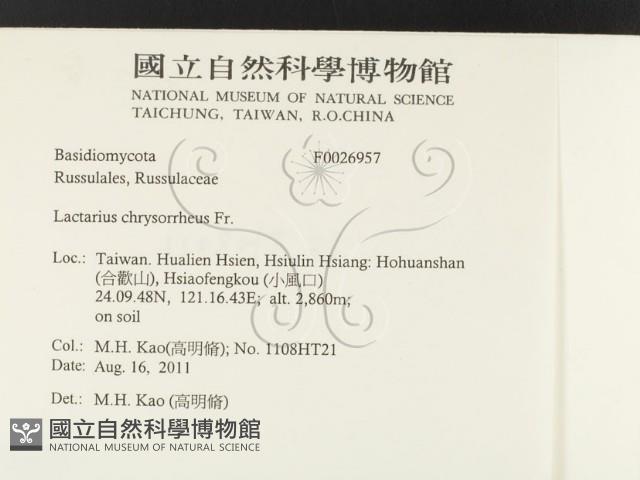 國立自然科學博物館
NATIONAL MUSEUM OF NATURAL SCIENCE
TAICHUNG, TAIWAN, R.O.CHINA
Basidiomycota F0026957
Russulales, Russulaceae
Lactarius chrysorrheus Fr.
Loc.: Taiwan. Hualien Hsien, Hsiulin Hsiang: Hohuanshan
(合歡山), Hsiaofengkou (小風口)
24.09.48N, 121.16.43E; alt. 2,860m;
on soil
Col.: M.H. Kao(高明脩); No. 1108HT21
Date: Aug. 16, 2011
Det.: M.H. Kao (高明脩)
國立自然科學博物館
NATIONAL MUSEUM OF NATURAL SCIENCE